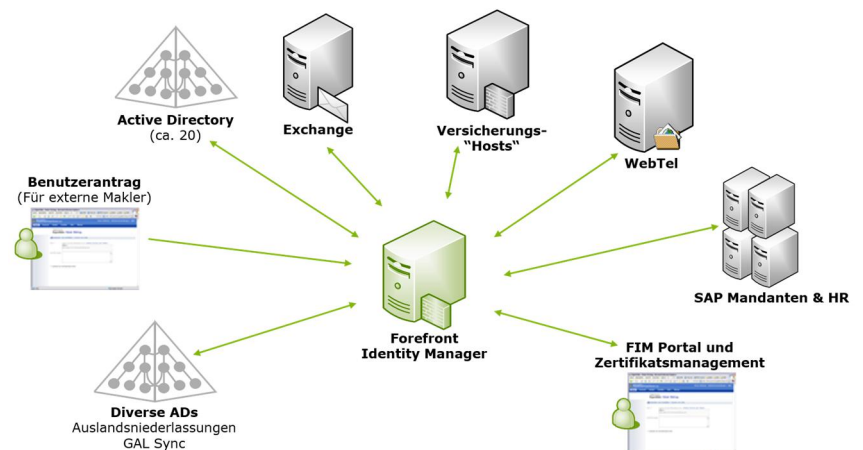 Active Directory
(ca. 20)
Exchange
Versicherungs-
"Hosts"
WebTel
Benutzerantrag
(Für externe Makler)
SAP Mandanten & HR
Forefront
Identity Manager
FIM Portal und
Zertifikatsmanagement
Diverse ADs
Auslandsniederlassungen
GAL Sync